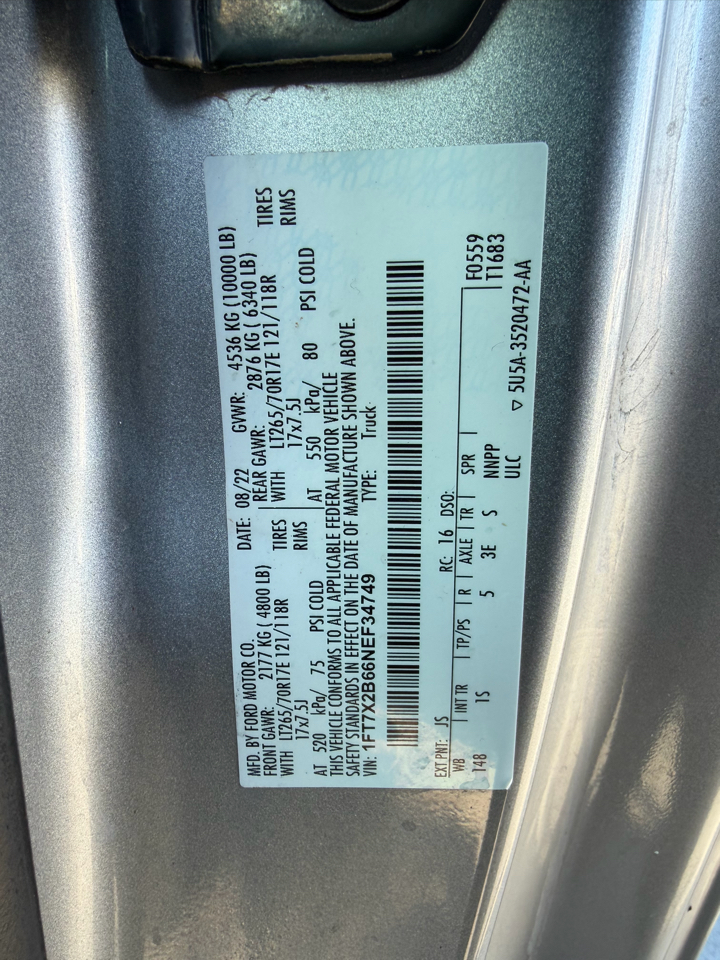 MFD. BY FORD MOTOR CO.
DATE: 08/22 GVWR: 4536 KG (10000 LB)
FRONT GAWR: 2177 KG ( 4800 LB) REAR GAWR: 2876 KG ( 6340 LB)
WITH LT265/70R17E 121/118R TIRES WITH LT265/70R17E 121/118R TIRES
17x7.5J RIMS 17x7.5J RIMS
AT 520 kPa/ 75 PSI COLD AT 550 kPa/ 80 PSI COLD
THIS VEHICLE CONFORMS TO ALL APPLICABLE FEDERAL MOTOR VEHICLE
SAFETY STANDARDS IN EFFECT ON THE DATE OF MANUFACTURE SHOWN ABOVE.
VIN: 1FT7X2B66NEF34749 TYPE: Truck
EXT PNT: JS RC: 16 DSO:
WB INT TR TP/PS R AXLE TR SPR F0559
148 1S 5 3E S NNPP T1683
ULC
▽ 5U5A-3520472-AA